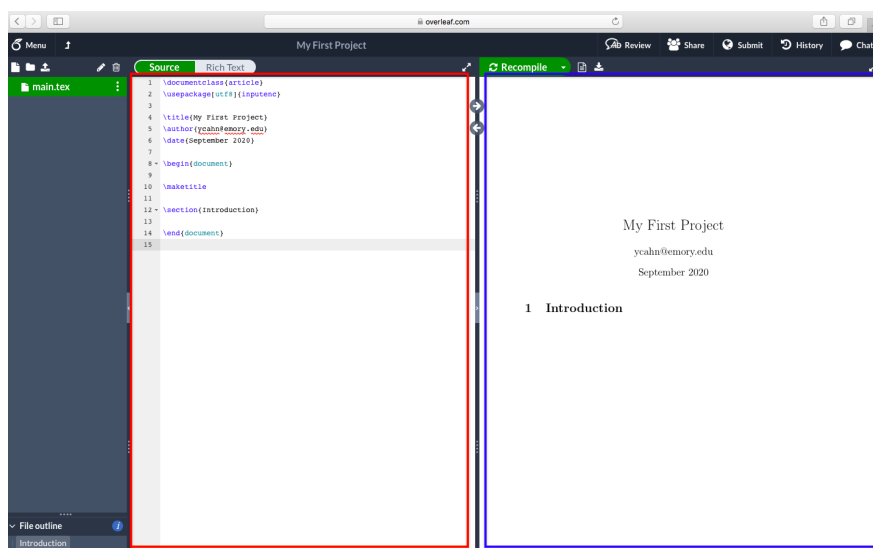 overleaf.com
Menu
My First Project
Review
Share
Submit
History
Chat
Source
Rich Text
Recompile
main.tex
1 \documentclass{article}
2 \usepackage[utf8]{inputenc}
3
4 \title{My First Project}
5 \author{ycahn@emory.edu}
6 \date{September 2020}
7
8 \begin{document}
9
10 \maketitle
11
12 \section{Introduction}
13
14 \end{document}
15
File outline
Introduction
My First Project
ycahn@emory.edu
September 2020
1 Introduction